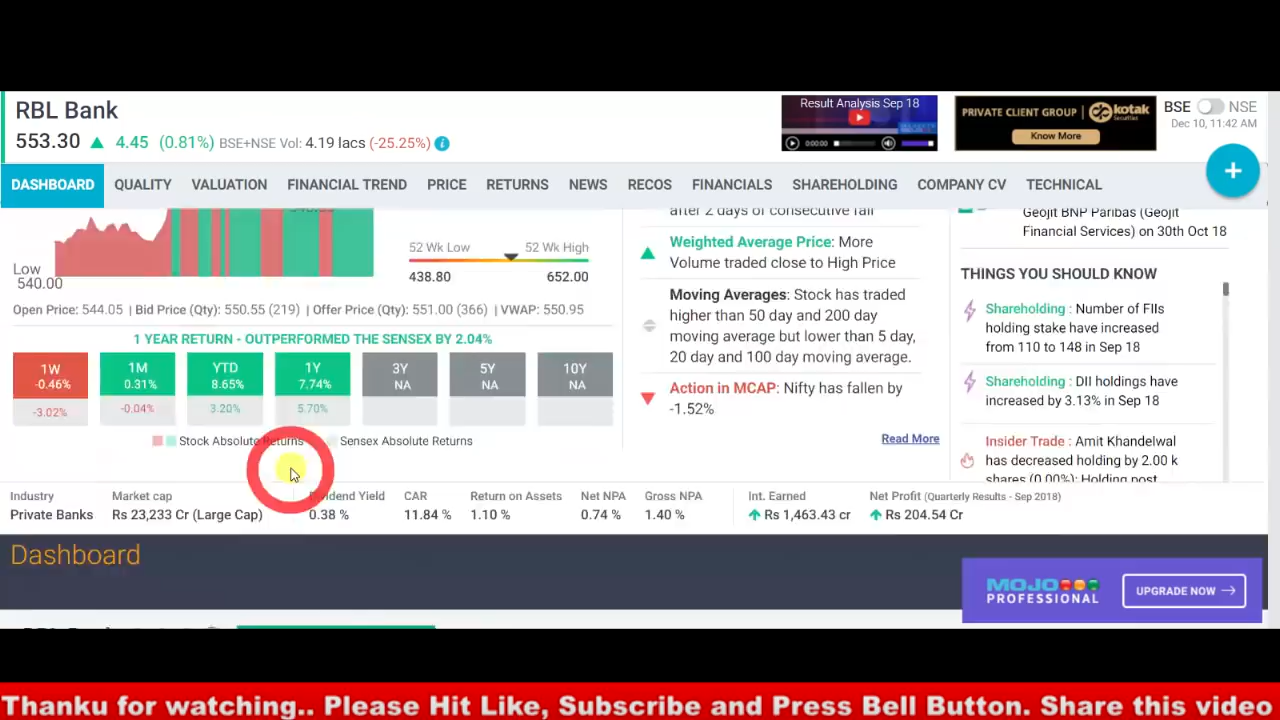 RBL Bank
553.30 4.45 (0.81%) BSE+NSE Vol: 4.19 lacs (-25.25%)
Result Analysis Sep 18
0:00:00
PRIVATE CLIENT GROUP | kotak
Securities
Know More
BSE NSE
Dec 10, 11:42 AM
+
DASHBOARD QUALITY VALUATION FINANCIAL TREND PRICE RETURNS NEWS RECOS FINANCIALS SHAREHOLDING COMPANY CV TECHNICAL
Low
540.00
52 Wk Low 52 Wk High
438.80 652.00
Open Price: 544.05 | Bid Price (Qty): 550.55 (219) | Offer Price (Qty): 551.00 (366) | VWAP: 550.95
1 YEAR RETURN - OUTPERFORMED THE SENSEX BY 2.04%
1W 1M YTD 1Y 3Y 5Y 10Y
-0.46% 0.31% 8.65% 7.74% NA NA NA
-3.02% -0.04% 3.20% 5.70%
Stock Absolute Returns Sensex Absolute Returns
after 2 days of consecutive fall
Weighted Average Price: More
Volume traded close to High Price
Moving Averages: Stock has traded
higher than 50 day and 200 day
moving average but lower than 5 day,
20 day and 100 day moving average.
Action in MCAP: Nifty has fallen by
-1.52%
Read More
Geojit BNP Paribas (Geojit
Financial Services) on 30th Oct 18
THINGS YOU SHOULD KNOW
Shareholding : Number of FIIs
holding stake have increased
from 110 to 148 in Sep 18
Shareholding : DII holdings have
increased by 3.13% in Sep 18
Insider Trade : Amit Khandelwal
has decreased holding by 2.00 k
shares (0.00%): Holding post
Industry Market cap Dividend Yield CAR Return on Assets Net NPA Gross NPA Int. Earned Net Profit (Quarterly Results - Sep 2018)
Private Banks Rs 23,233 Cr (Large Cap) 0.38 % 11.84 % 1.10 % 0.74 % 1.40 % Rs 1,463.43 cr Rs 204.54 Cr
Dashboard
MOJO
PROFESSIONAL
UPGRADE NOW
Thanku for watching.. Please Hit Like, Subscribe and Press Bell Button. Share this video